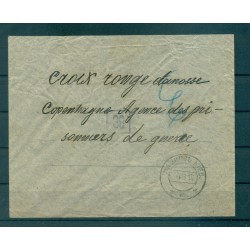 Croix rouge danoise
Copenhague Agence des pri-
sonniers de guerre